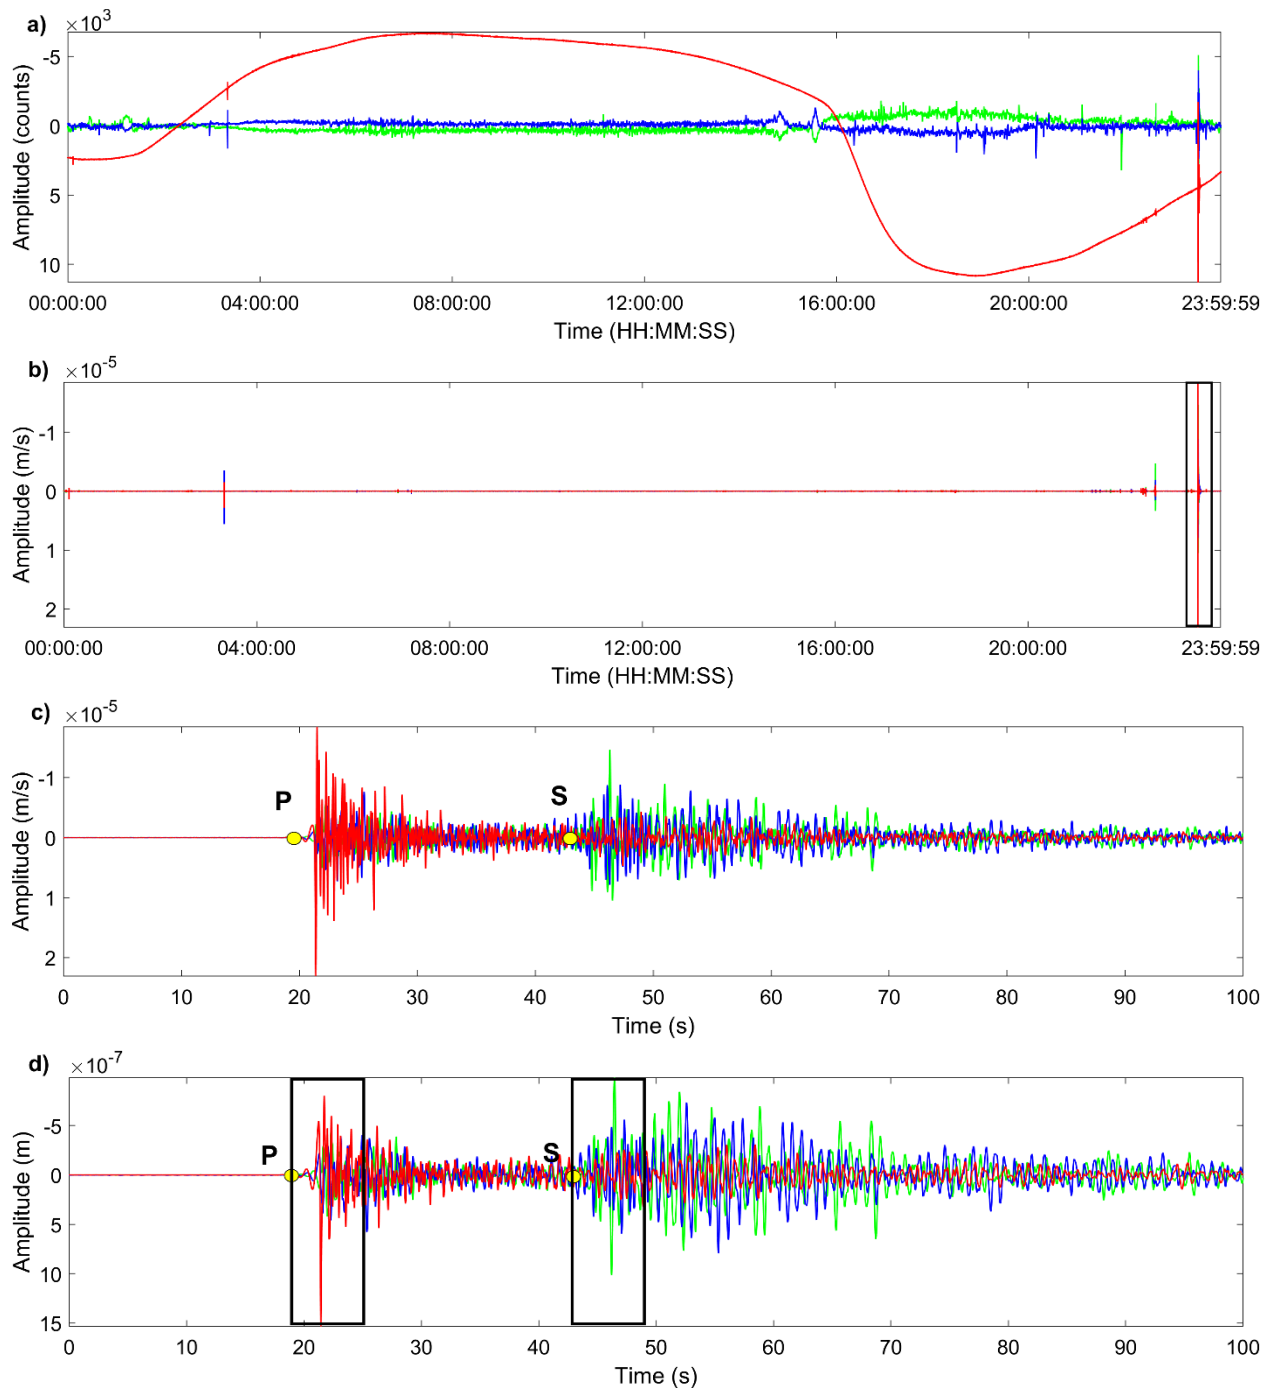 a)
×10³
Amplitude (counts)
-5
0
5
10
00:00:00 04:00:00 08:00:00 12:00:00 16:00:00 20:00:00 23:59:59
Time (HH:MM:SS)
b)
×10⁻⁵
Amplitude (m/s)
-1
0
1
2
00:00:00 04:00:00 08:00:00 12:00:00 16:00:00 20:00:00 23:59:59
Time (HH:MM:SS)
c)
×10⁻⁵
Amplitude (m/s)
-1
0
1
2
P
S
0 10 20 30 40 50 60 70 80 90 100
Time (s)
d)
×10⁻⁷
Amplitude (m)
-5
0
5
10
15
P
S
0 10 20 30 40 50 60 70 80 90 100
Time (s)